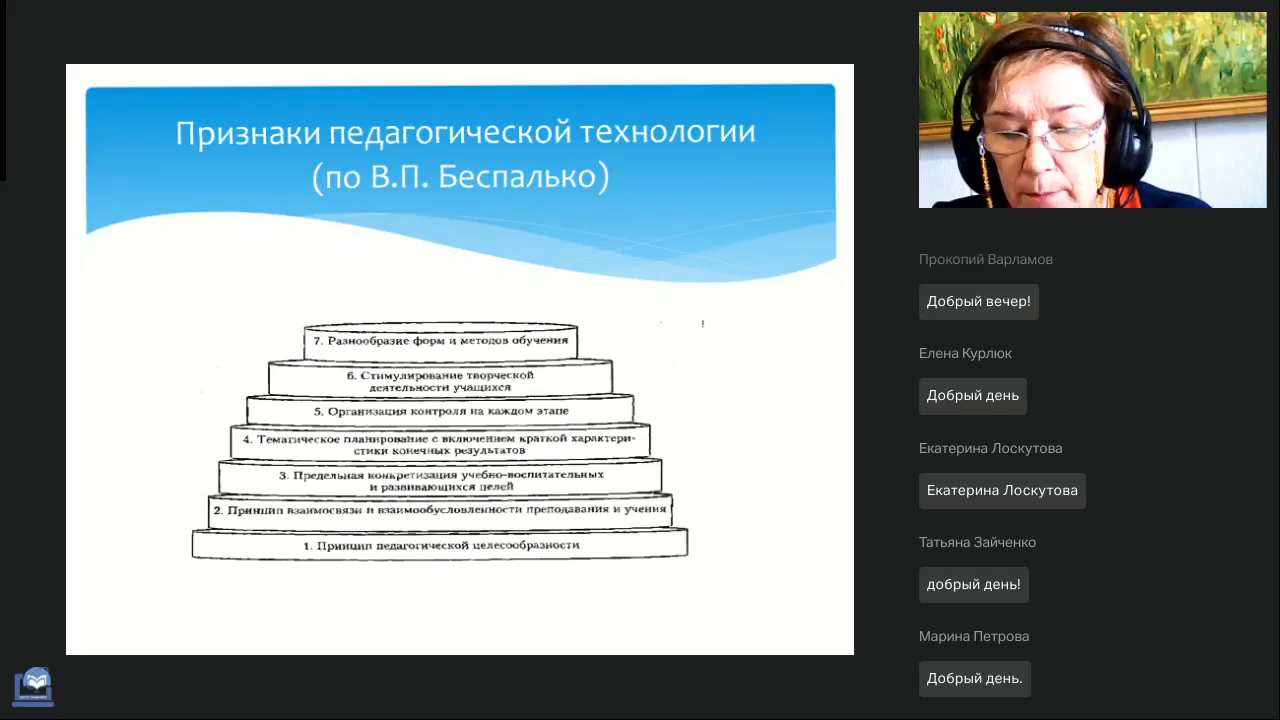 Признаки педагогической технологии
(по В.П. Беспалько)
7. Разнообразие форм и методов обучения
6. Стимулирование творческой
деятельности учащихся
5. Организация контроля на каждом этапе
4. Тематическое планирование с включением краткой характери-
стики конечных результатов
3. Предельная конкретизация учебно-воспитательных
и развивающихся целей
2. Принцип взаимосвязи и взаимообусловленности преподавания и учения
1. Принцип педагогической целесообразности
Прокопий Варламов
Добрый вечер!
Елена Курлюк
Добрый день
Екатерина Лоскутова
Екатерина Лоскутова
Татьяна Зайченко
добрый день!
Марина Петрова
Добрый день.